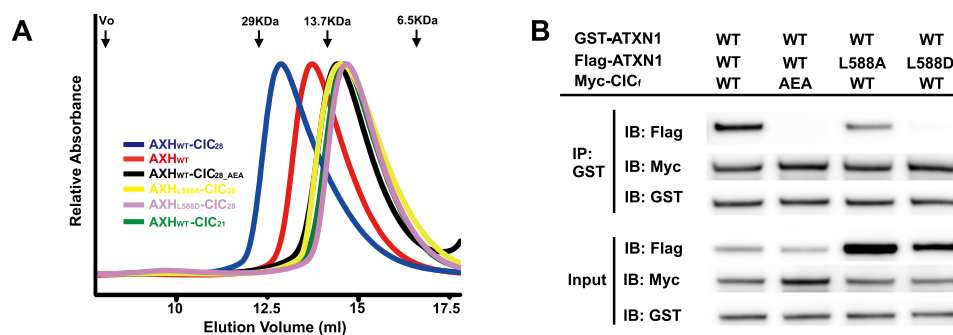 A
Vo 29KDa 13.7KDa 6.5KDa
Relative Absorbance
AXHWT-CIC28
AXHWT
AXHWT-CIC28_AEA
AXHL588A-CIC28
AXHL588D-CIC28
AXHWT-CIC21
10 12.5 15 17.5
Elution Volume (ml)
B
GST-ATXN1 WT WT WT WT
Flag-ATXN1 WT WT L588A L588D
Myc-CICf WT AEA WT WT
IP: GST
IB: Flag
IB: Myc
IB: GST
Input
IB: Flag
IB: Myc
IB: GST